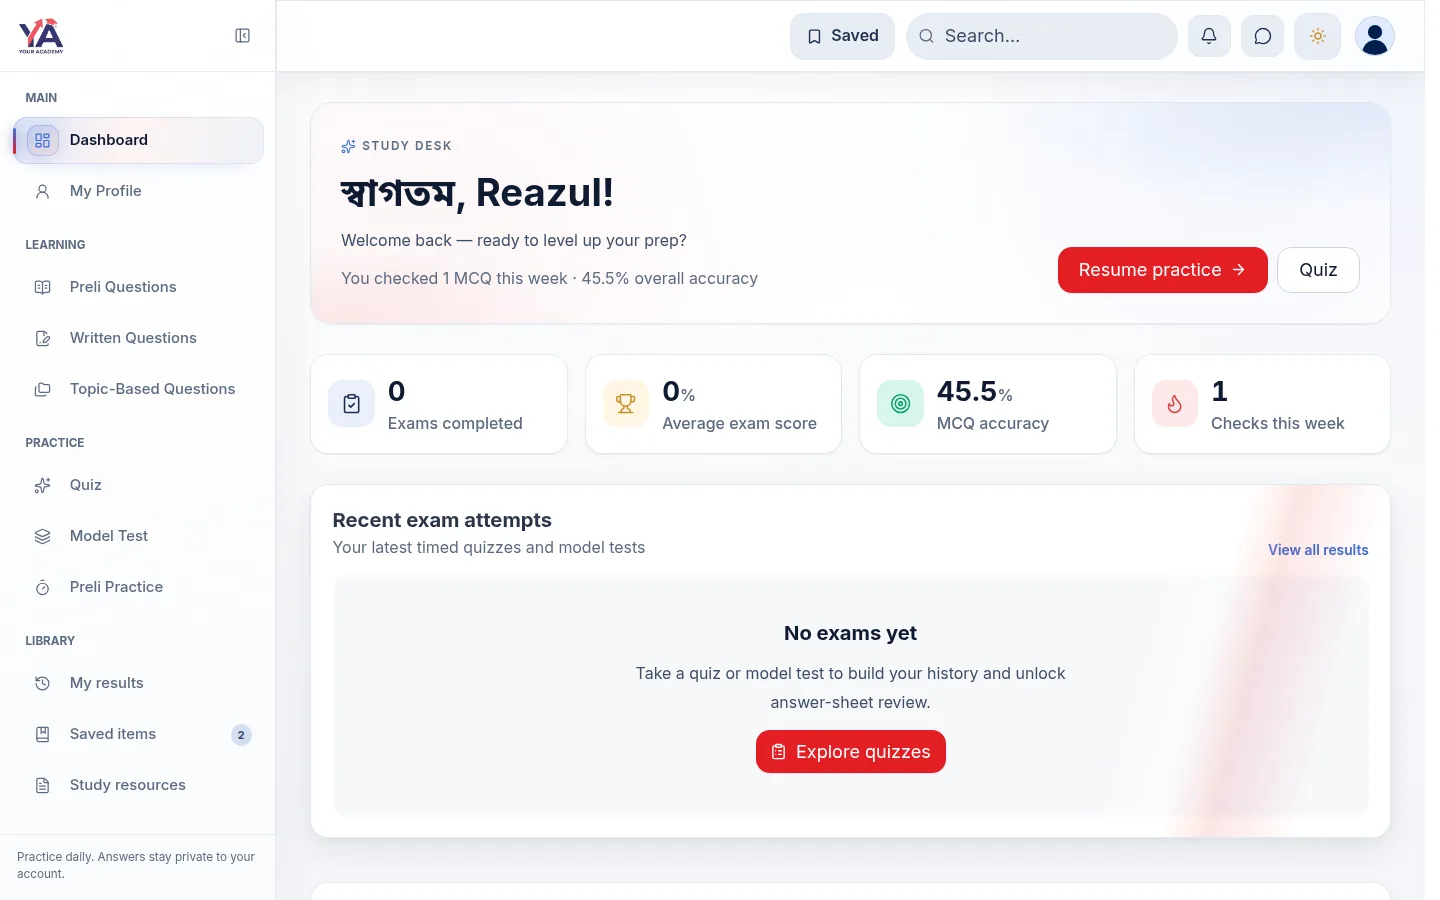 YA
YOUR ACADEMY
Saved
Search...
MAIN
Dashboard
My Profile
LEARNING
Preli Questions
Written Questions
Topic-Based Questions
PRACTICE
Quiz
Model Test
Preli Practice
LIBRARY
My results
Saved items
2
Study resources
Practice daily. Answers stay private to your
account.
STUDY DESK
স্বাগতম, Reazul!
Welcome back — ready to level up your prep?
You checked 1 MCQ this week · 45.5% overall accuracy
Resume practice
Quiz
0
Exams completed
0%
Average exam score
45.5%
MCQ accuracy
1
Checks this week
Recent exam attempts
Your latest timed quizzes and model tests
View all results
No exams yet
Take a quiz or model test to build your history and unlock
answer-sheet review.
Explore quizzes